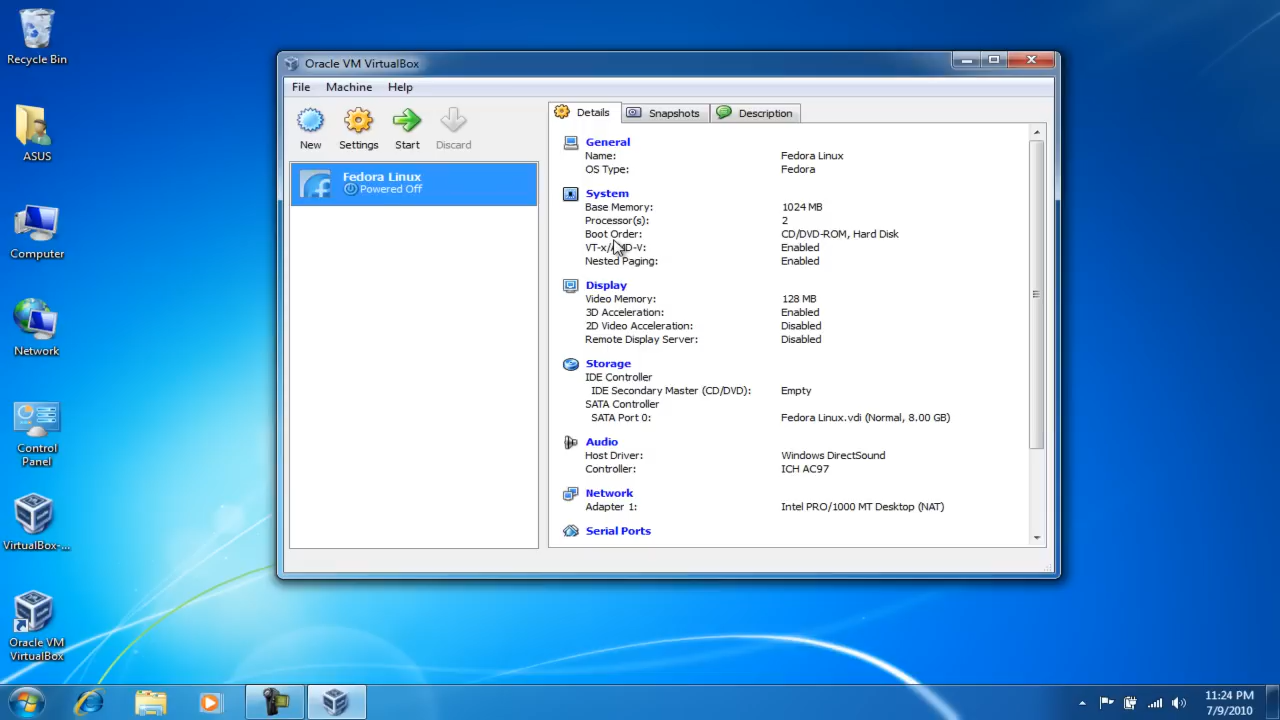 Recycle Bin
ASUS
Computer
Network
Control
Panel
VirtualBox-...
Oracle VM
VirtualBox
Oracle VM VirtualBox
File Machine Help
New Settings Start Discard
Fedora Linux
Powered Off
Details Snapshots Description
General
Name: Fedora Linux
OS Type: Fedora
System
Base Memory: 1024 MB
Processor(s): 2
Boot Order: CD/DVD-ROM, Hard Disk
VT-x/AMD-V: Enabled
Nested Paging: Enabled
Display
Video Memory: 128 MB
3D Acceleration: Enabled
2D Video Acceleration: Disabled
Remote Display Server: Disabled
Storage
IDE Controller
IDE Secondary Master (CD/DVD): Empty
SATA Controller
SATA Port 0: Fedora Linux.vdi (Normal, 8.00 GB)
Audio
Host Driver: Windows DirectSound
Controller: ICH AC97
Network
Adapter 1: Intel PRO/1000 MT Desktop (NAT)
Serial Ports
11:24 PM
7/9/2010